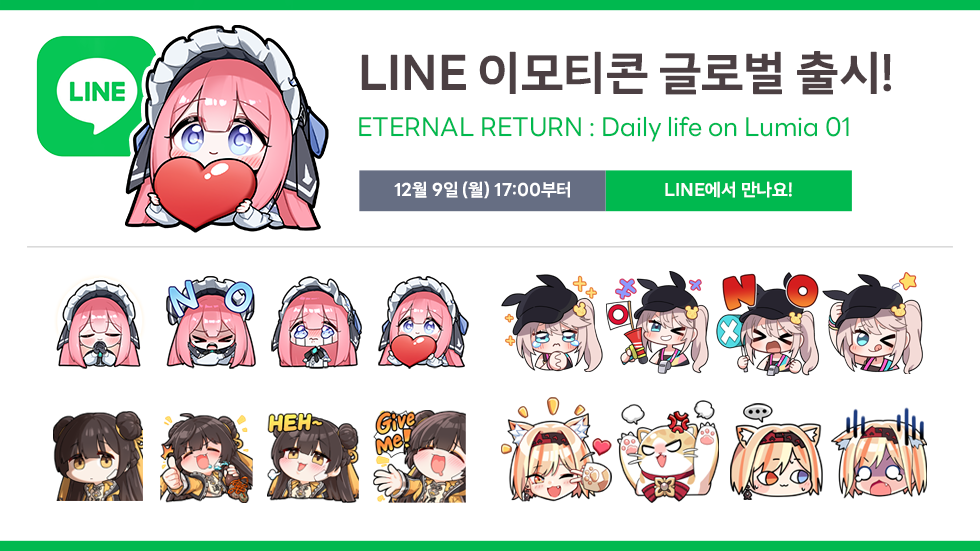 LINE
LINE 이모티콘 글로벌 출시!
ETERNAL RETURN : Daily life on Lumia 01
12월 9일 (월) 17:00부터
LINE에서 만나요!
NO
NO
X
HEH~
Give Me!